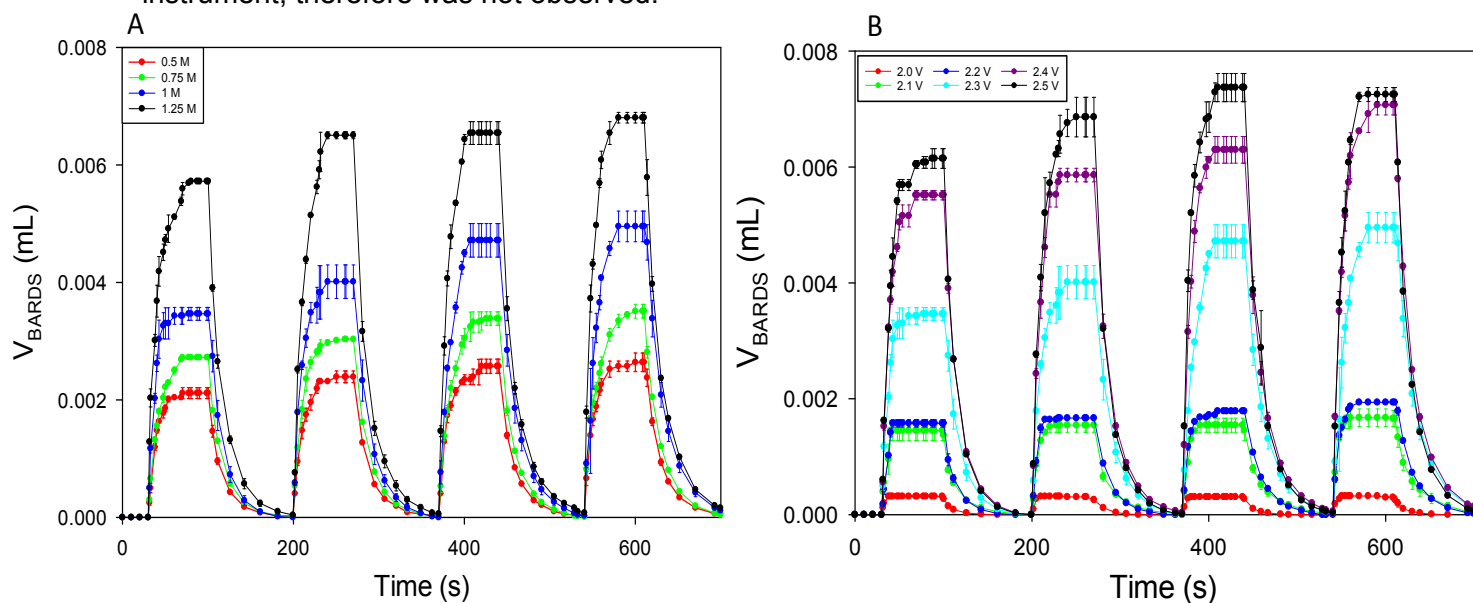 instrument, therefore was not observed.
A
0.008
0.006
0.004
0.002
0.000
V_BARDS (mL)
0.5 M
0.75 M
1 M
1.25 M
0
200
400
600
Time (s)
B
0.008
0.006
0.004
0.002
0.000
V_BARDS (mL)
2.0 V 2.2 V 2.4 V
2.1 V 2.3 V 2.5 V
0
200
400
600
Time (s)